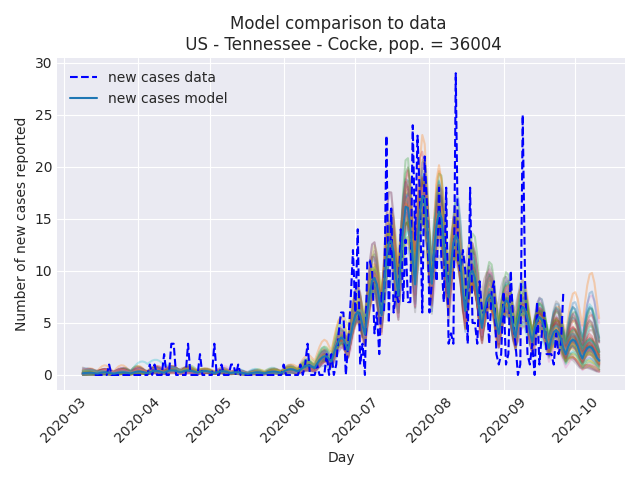 Model comparison to data
US - Tennessee - Cocke, pop. = 36004
new cases data
new cases model
Number of new cases reported
30
25
20
15
10
5
0
2020-03
2020-04
2020-05
2020-06
2020-07
2020-08
2020-09
2020-10
Day